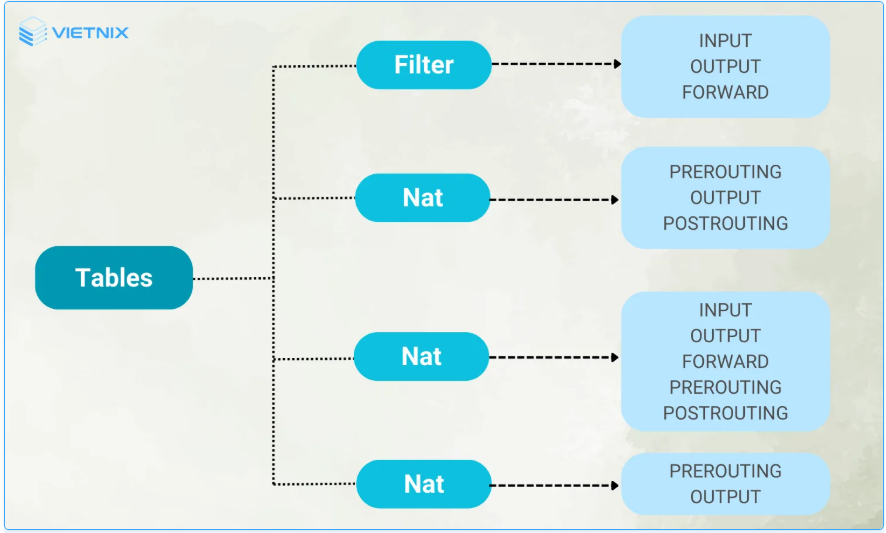 VIETNIX
Filter
INPUT
OUTPUT
FORWARD
Nat
PREROUTING
OUTPUT
POSTROUTING
Tables
Nat
INPUT
OUTPUT
FORWARD
PREROUTING
POSTROUTING
Nat
PREROUTING
OUTPUT